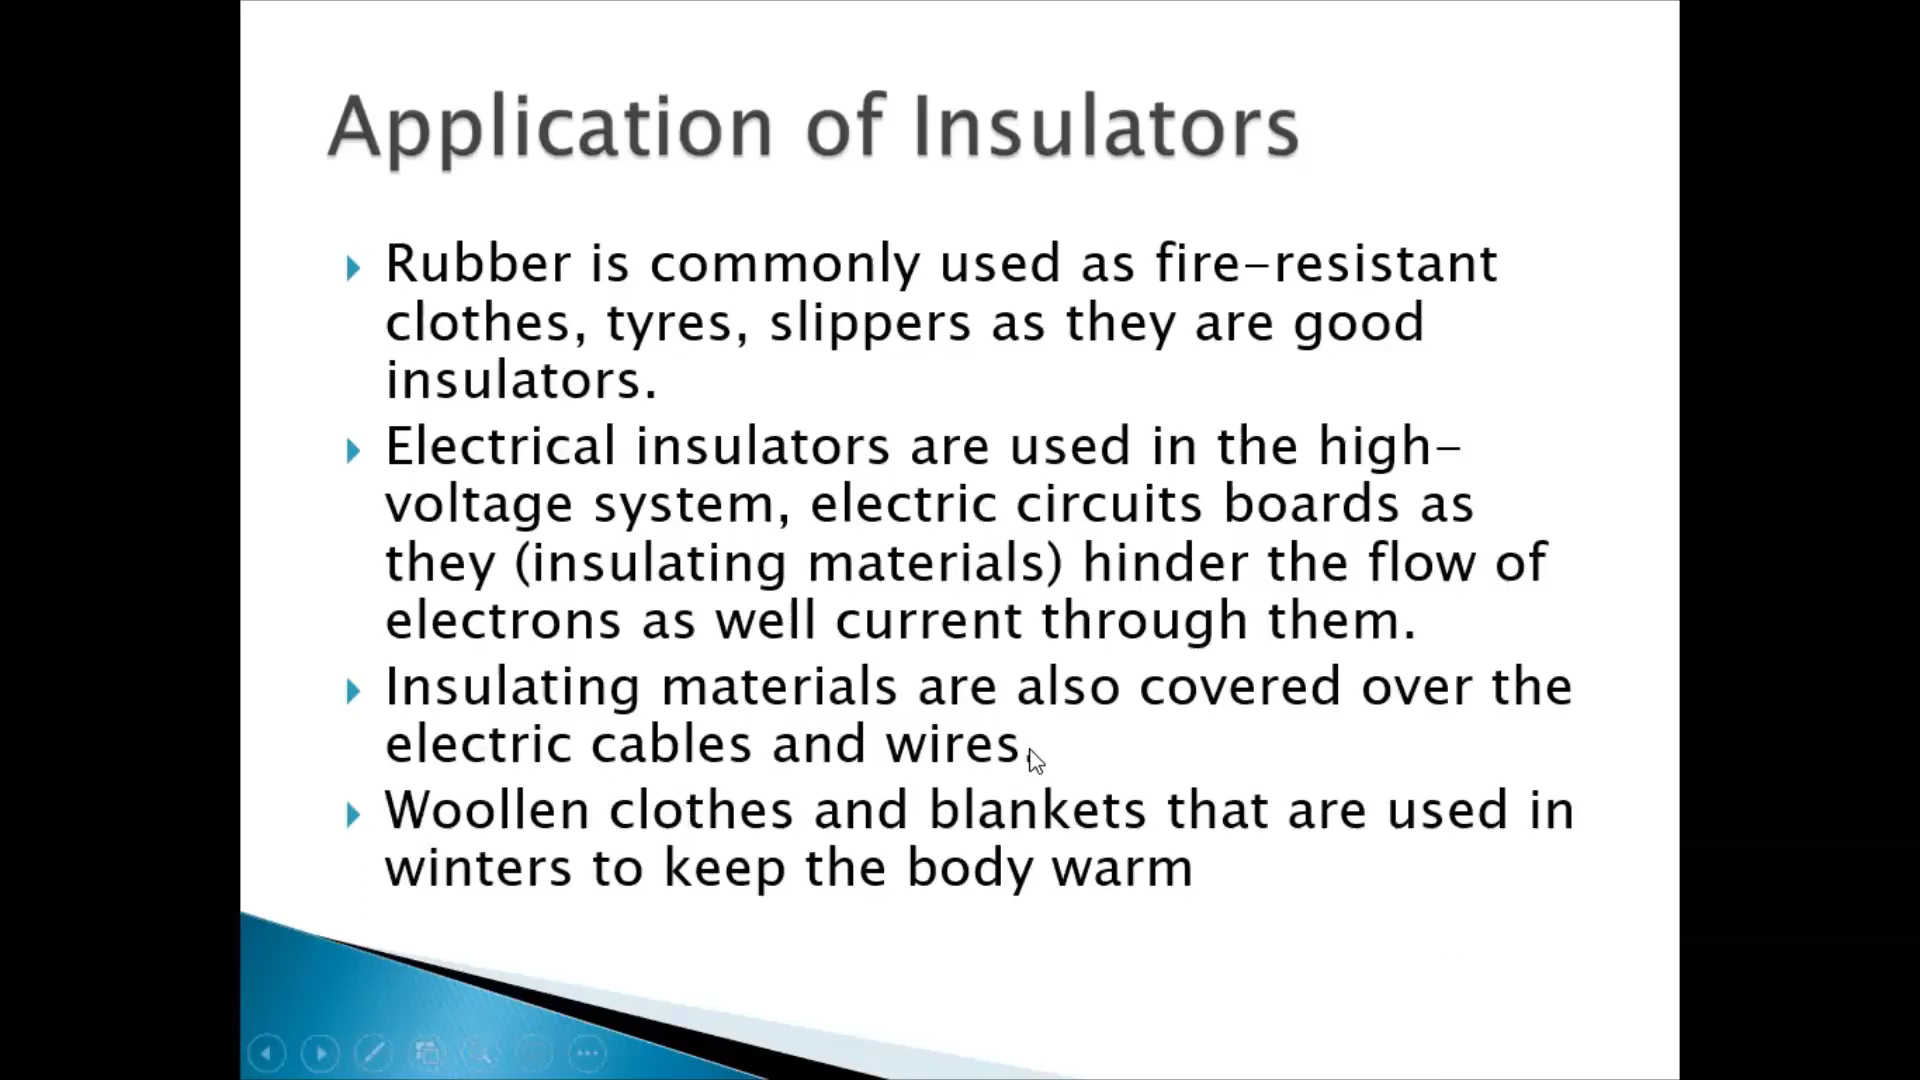 Application of Insulators
Rubber is commonly used as fire-resistant
clothes, tyres, slippers as they are good
insulators.
Electrical insulators are used in the high-
voltage system, electric circuits boards as
they (insulating materials) hinder the flow of
electrons as well current through them.
Insulating materials are also covered over the
electric cables and wires.
Woollen clothes and blankets that are used in
winters to keep the body warm